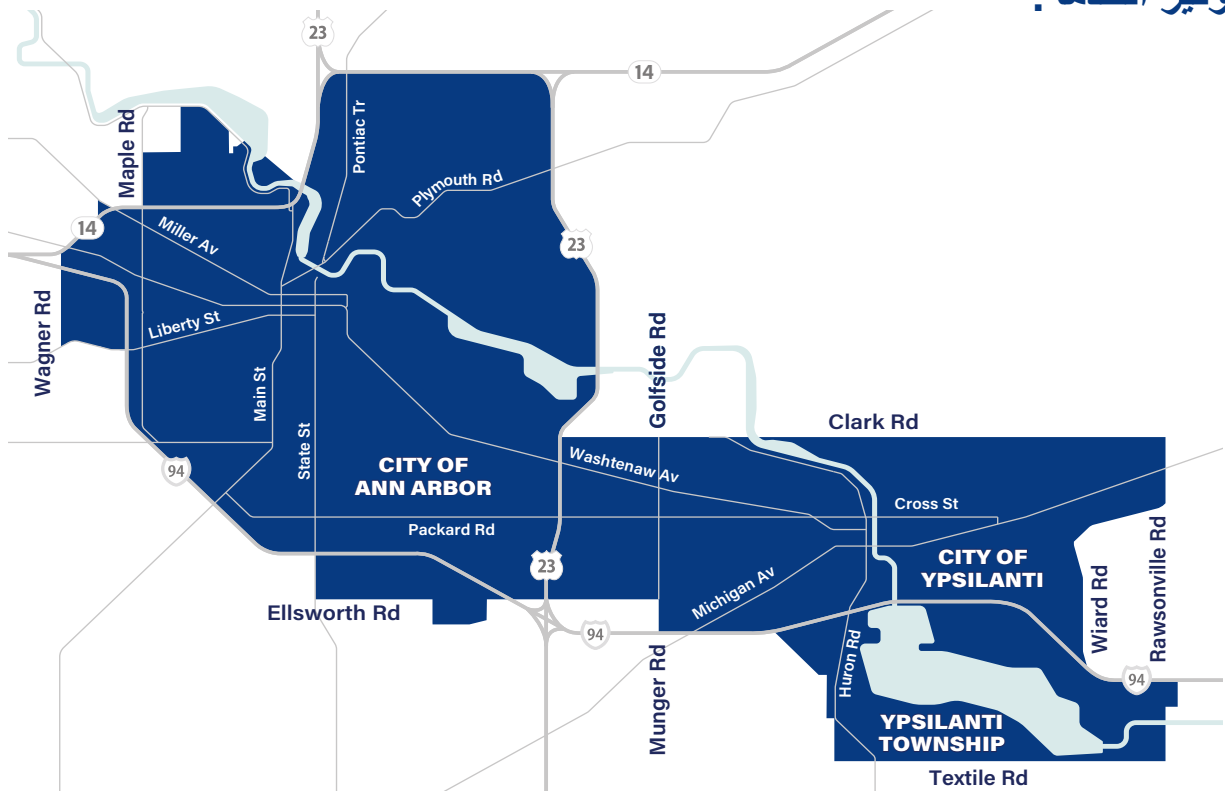 23
14
Pontiac Tr
Maple Rd
Plymouth Rd
14
Miller Av
23
Wagner Rd
Liberty St
Golfside Rd
Main St
Clark Rd
State St
94
CITY OF
ANN ARBOR
Washtenaw Av
Cross St
Packard Rd
23
CITY OF
YPSILANTI
Michigan Av
Ellsworth Rd
94
Wiard Rd
Rawsonville Rd
Munger Rd
Huron Rd
94
YPSILANTI
TOWNSHIP
Textile Rd